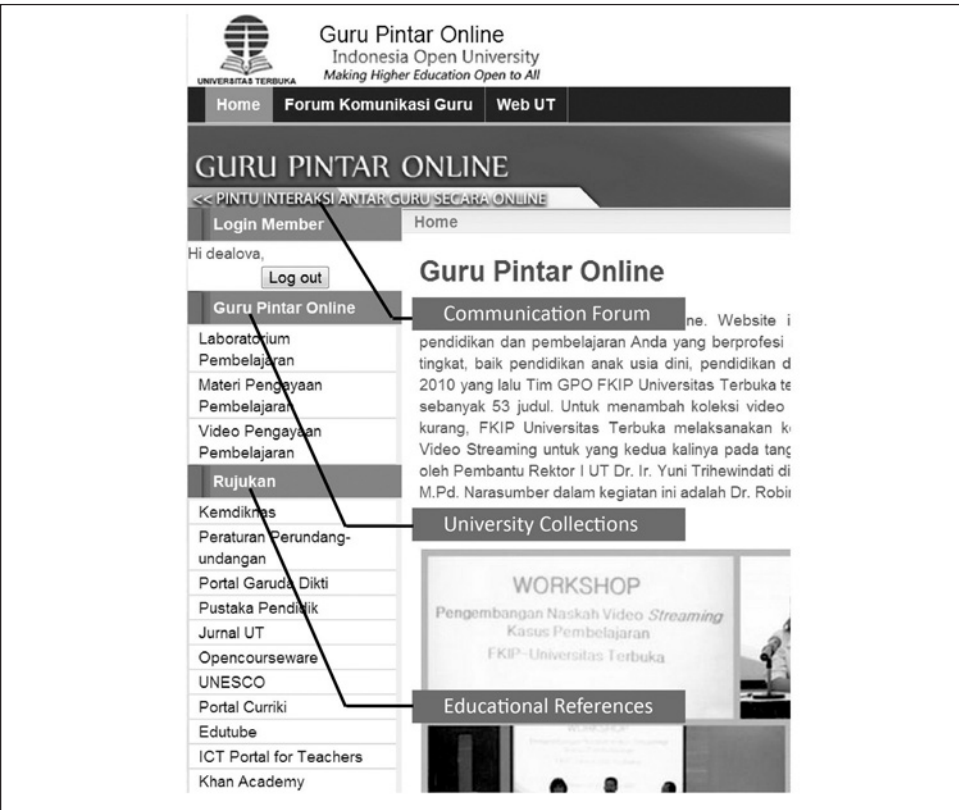 Guru Pintar Online
Indonesia Open University
Making Higher Education Open to All
UNIVERSITAS TERBUKA
Home Forum Komunikasi Guru Web UT
GURU PINTAR ONLINE
<< PINTU INTERAKSI ANTAR GURU SECARA ONLINE
Login Member
Hi dealova,
Log out
Guru Pintar Online
Laboratorium
Pembelajaran
Materi Pengayaan
Pembelajaran
Video Pengayaan
Pembelajaran
Rujukan
Kemdiknas
Peraturan Perundang-
undangan
Portal Garuda Dikti
Pustaka Pendidik
Jurnal UT
Opencourseware
UNESCO
Portal Curriki
Edutube
ICT Portal for Teachers
Khan Academy
Home
Guru Pintar Online
Communication Forum
ne. Website i
pendidikan dan pembelajaran Anda yang berprofesi
tingkat, baik pendidikan anak usia dini, pendidikan d
2010 yang lalu Tim GPO FKIP Universitas Terbuka te
sebanyak 53 judul. Untuk menambah koleksi video
kurang, FKIP Universitas Terbuka melaksanakan k
Video Streaming untuk yang kedua kalinya pada tang
oleh Pembantu Rektor I UT Dr. Ir. Yuni Trihewindati di
M.Pd. Narasumber dalam kegiatan ini adalah Dr. Robi
University Collections
WORKSHOP
Pengembangan Naskah Video Streaming
Kasus Pembelajaran
FKIP-Universitas Terbuka
Educational References
WORKSHOP